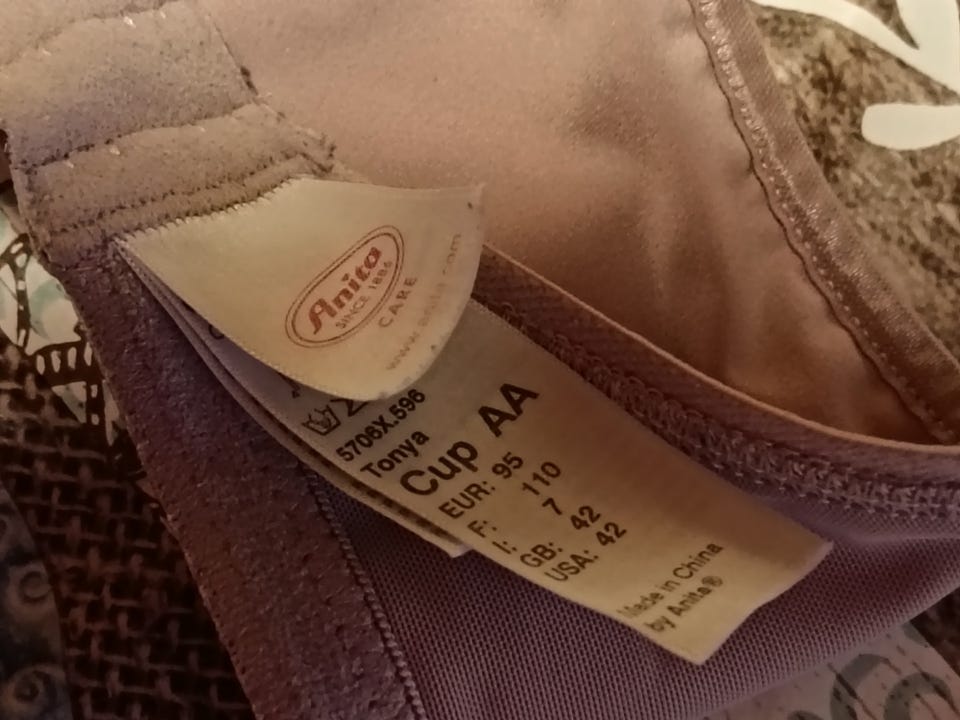 Anita
SINCE 1886
CARE
www.anita.com
5706X.596
Tonya
Cup AA
EUR: 95
F: 110
I: 7
GB: 42
USA: 42
Made in China
by Anita®